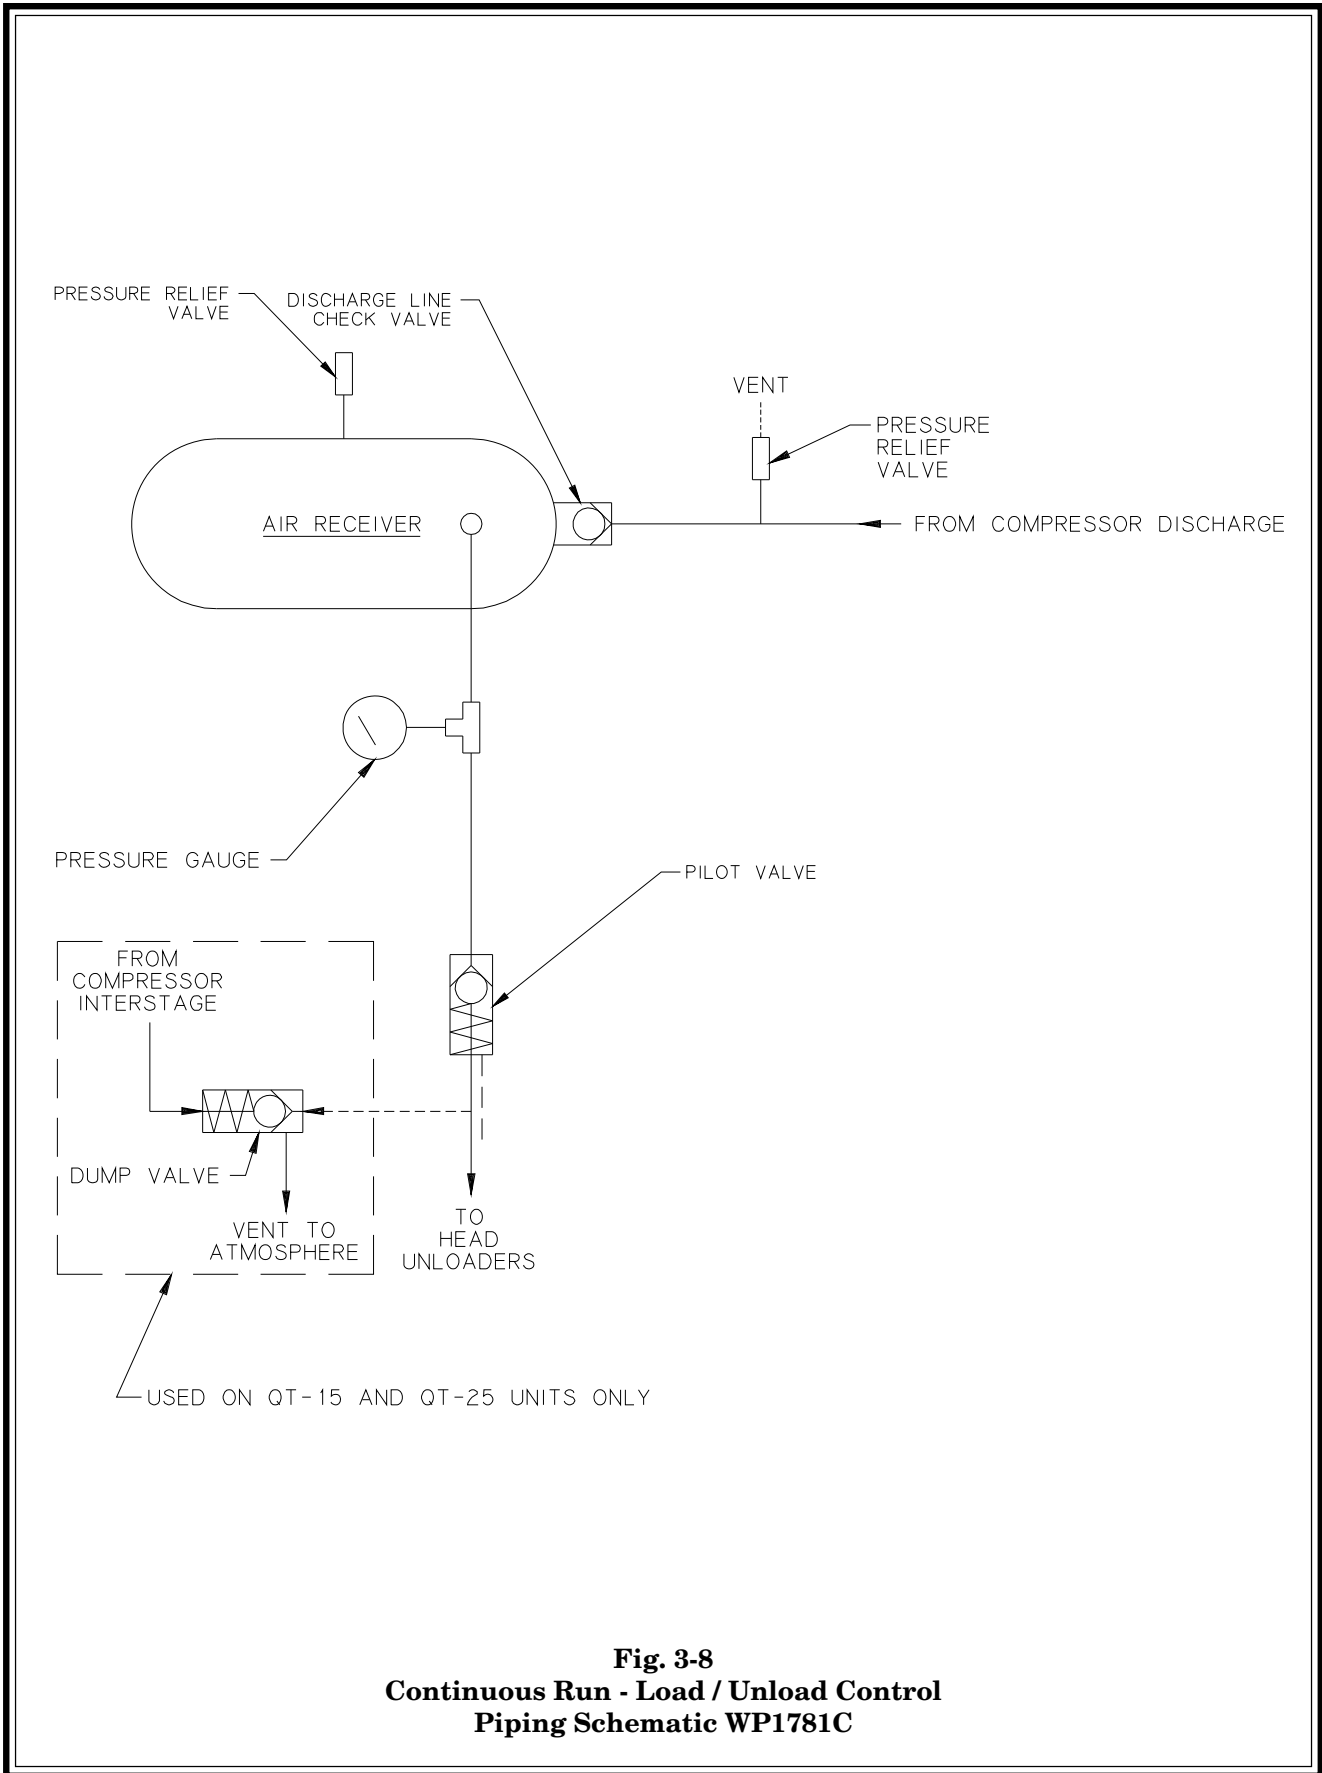 PRESSURE RELIEF
VALVE
DISCHARGE LINE
CHECK VALVE
VENT
PRESSURE
RELIEF
VALVE
AIR RECEIVER
FROM COMPRESSOR DISCHARGE
PRESSURE GAUGE
PILOT VALVE
FROM
COMPRESSOR
INTERSTAGE
DUMP VALVE
VENT TO
ATMOSPHERE
TO
HEAD
UNLOADERS
USED ON QT-15 AND QT-25 UNITS ONLY
Fig. 3-8
Continuous Run - Load / Unload Control
Piping Schematic WP1781C